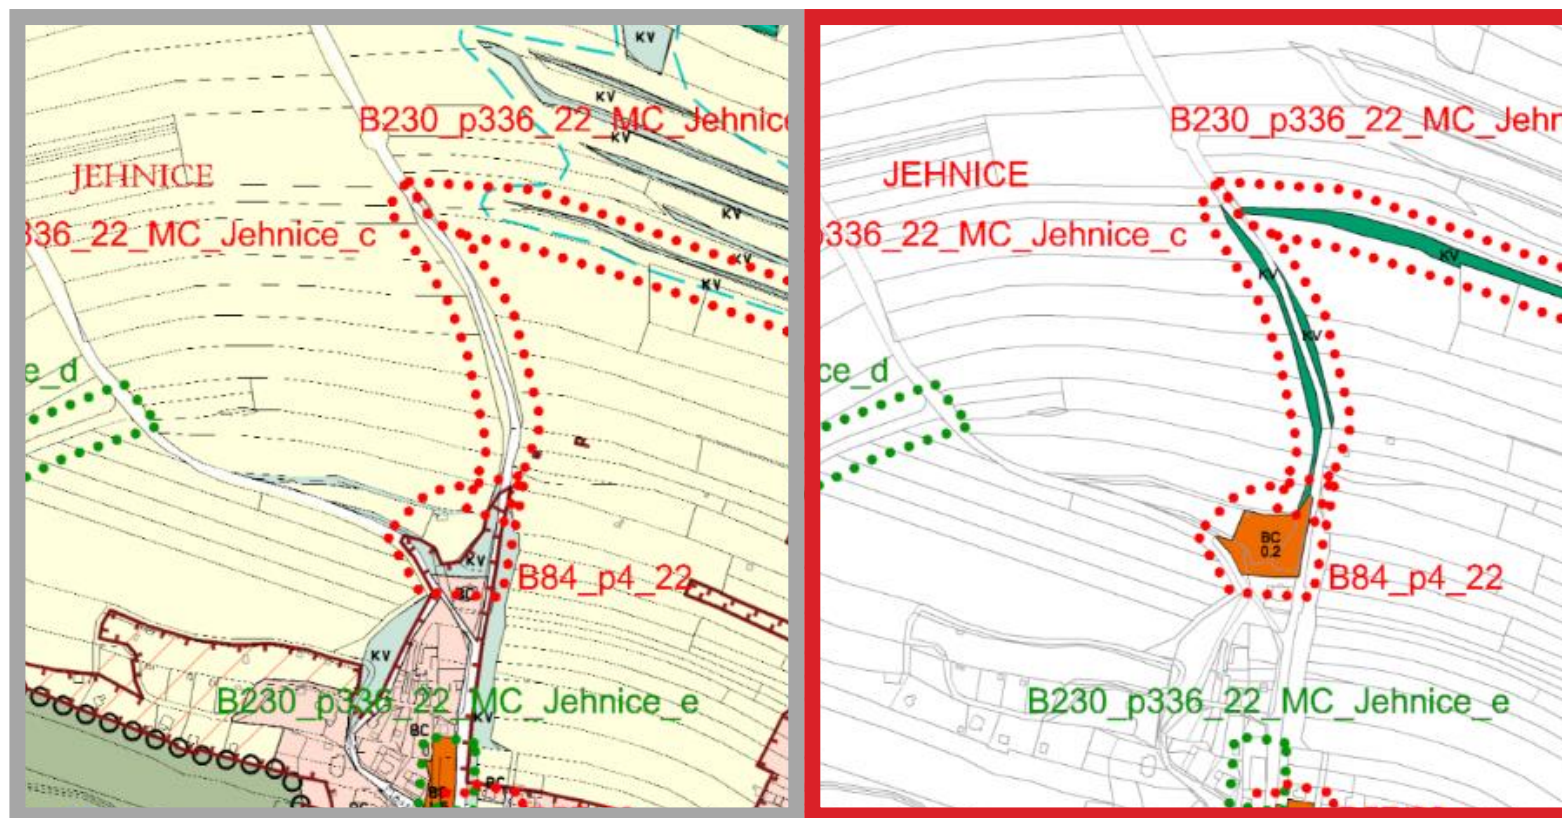 KV
KV
B230_p336_22_MC_Jehnic
KV
JEHNICE
KV
336_22_MC_Jehnice_c
KV
KV
e_d
P
KV
B84_p4_22
BC
KV
B230_p336_22_MC_Jehnice_e
KV
BC
BC
BC
B230_p336_22_MC_Jehn
JEHNICE
336_22_MC_Jehnice_c
KV
KV
KV
ce_d
BC
0.2
B84_p4_22
B230_p336_22_MC_Jehnice_e